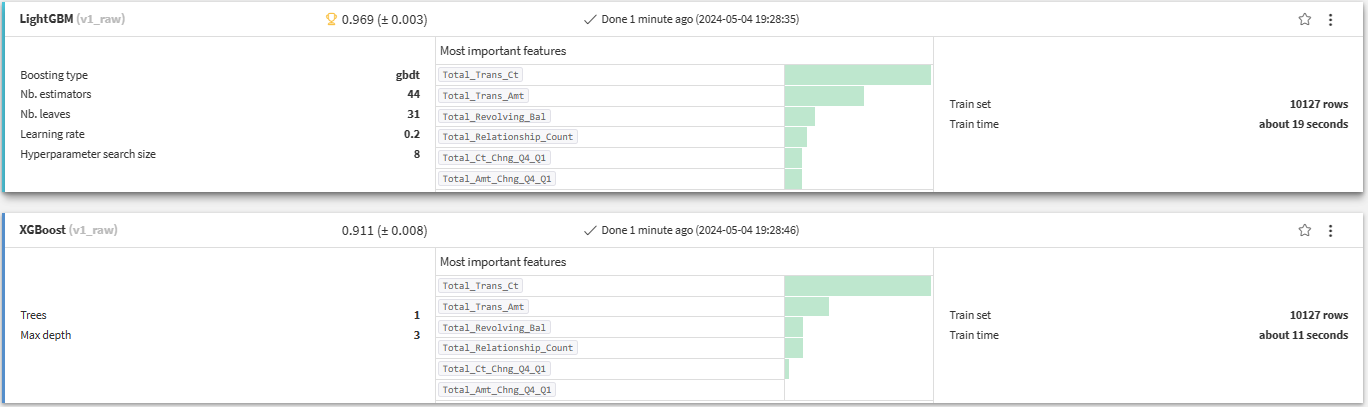 LightGBM (v1_raw) 0.969 (± 0.003) Done 1 minute ago (2024-05-04 19:28:35)
Most important features
Boosting type gbdt
Nb. estimators 44
Nb. leaves 31
Learning rate 0.2
Hyperparameter search size 8
Total_Trans_Ct
Total_Trans_Amt
Total_Revolving_Bal
Total_Relationship_Count
Total_Ct_Chng_Q4_Q1
Total_Amt_Chng_Q4_Q1
Train set 10127 rows
Train time about 19 seconds
XGBoost (v1_raw) 0.911 (± 0.008) Done 1 minute ago (2024-05-04 19:28:46)
Most important features
Trees 1
Max depth 3
Total_Trans_Ct
Total_Trans_Amt
Total_Revolving_Bal
Total_Relationship_Count
Total_Ct_Chng_Q4_Q1
Total_Amt_Chng_Q4_Q1
Train set 10127 rows
Train time about 11 seconds